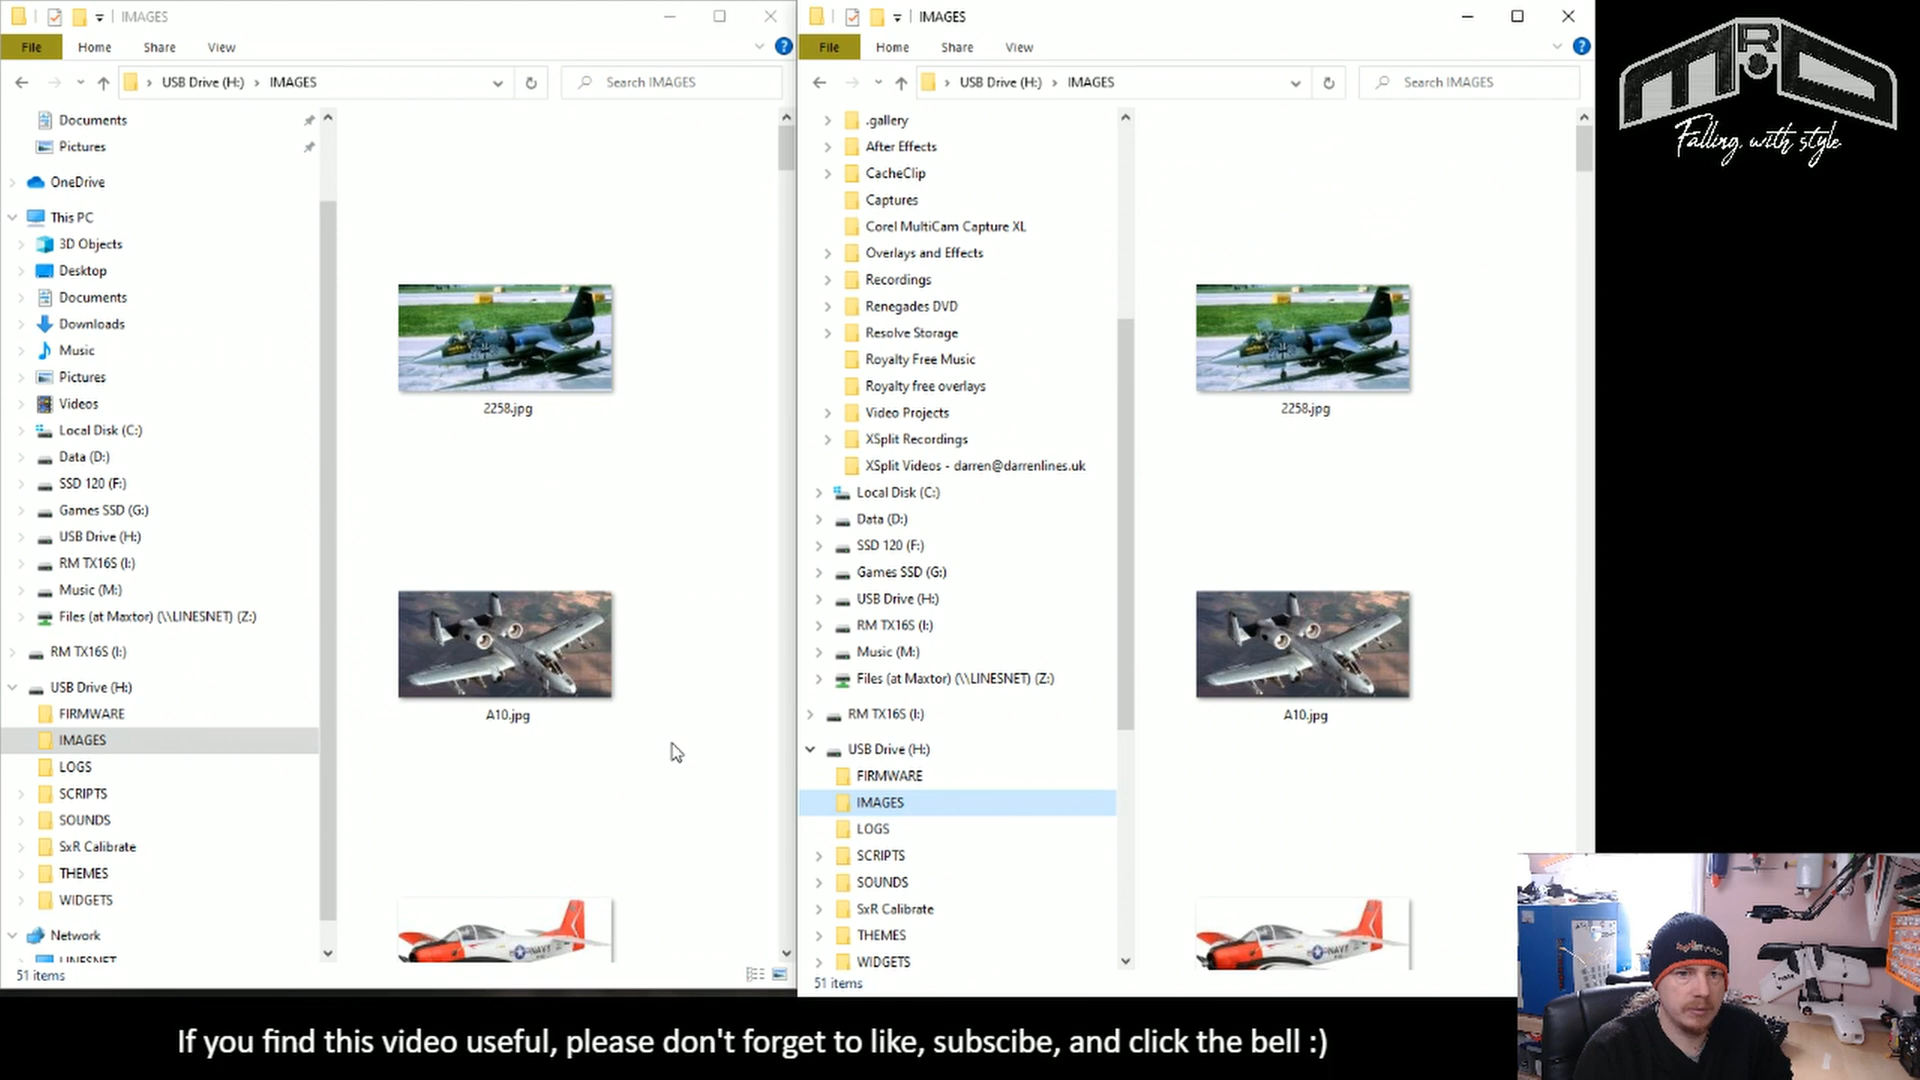 IMAGES
File
Home
Share
View
USB Drive (H:)
IMAGES
Search IMAGES
Documents
Pictures
OneDrive
This PC
3D Objects
Desktop
Documents
Downloads
Music
Pictures
Videos
Local Disk (C:)
Data (D:)
SSD 120 (F:)
Games SSD (G:)
USB Drive (H:)
RM TX16S (I:)
Music (M:)
Files (at Maxtor) (\\LINESNET) (Z:)
RM TX16S (I:)
USB Drive (H:)
FIRMWARE
IMAGES
LOGS
SCRIPTS
SOUNDS
SxR Calibrate
THEMES
WIDGETS
Network
LINESNET
51 items
2258.jpg
A10.jpg
NAVY
IMAGES
File
Home
Share
View
USB Drive (H:)
IMAGES
Search IMAGES
.gallery
After Effects
CacheClip
Captures
Corel MultiCam Capture XL
Overlays and Effects
Recordings
Renegades DVD
Resolve Storage
Royalty Free Music
Royalty free overlays
Video Projects
XSplit Recordings
XSplit Videos - darren@darrenlines.uk
Local Disk (C:)
Data (D:)
SSD 120 (F:)
Games SSD (G:)
USB Drive (H:)
RM TX16S (I:)
Music (M:)
Files (at Maxtor) (\\LINESNET) (Z:)
RM TX16S (I:)
USB Drive (H:)
FIRMWARE
IMAGES
LOGS
SCRIPTS
SOUNDS
SxR Calibrate
THEMES
WIDGETS
51 items
2258.jpg
A10.jpg
NAVY
MRD
Falling with style
If you find this video useful, please don't forget to like, subscibe, and click the bell :)